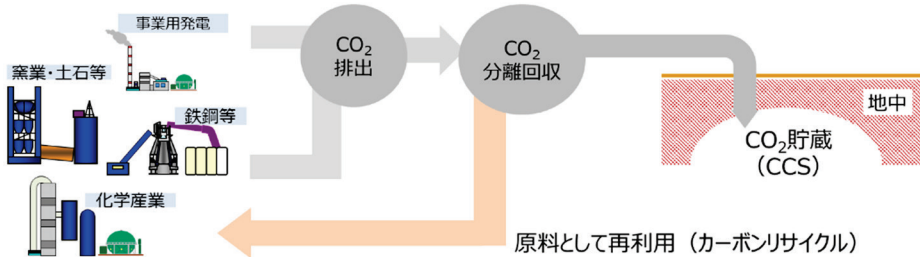 事業用発電
窯業・土石等
鉄鋼等
化学産業
CO₂
排出
CO₂
分離回収
地中
CO₂貯蔵
(CCS)
原料として再利用（カーボンリサイクル）